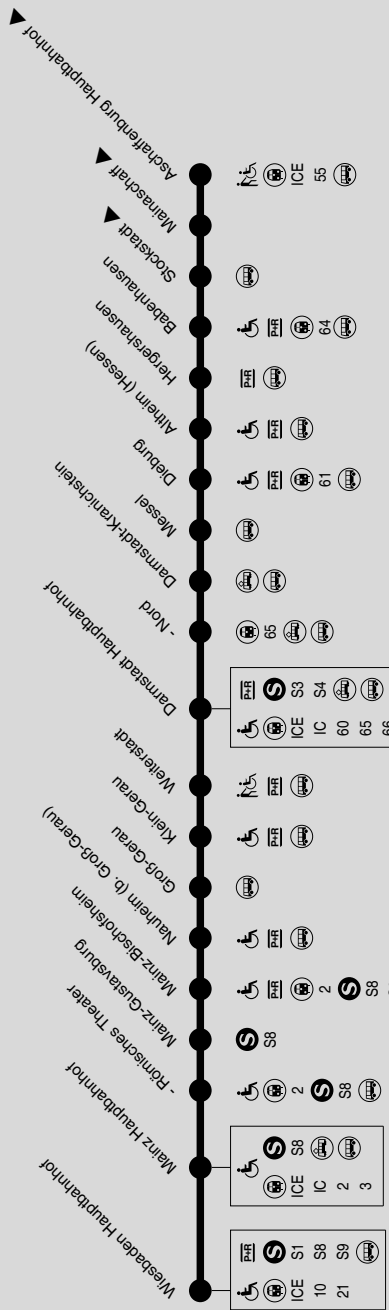 Wiesbaden Hauptbahnhof
P+R
S
S1
S8
S9
ICE
10
21
Mainz Hauptbahnhof
S
S8
ICE
IC
2
3
- Römisches Theater
2
S
S8
Mainz-Gustavsburg
S
S8
Mainz-Bischofsheim
P+R
2
S
S8
Nauheim (b. Groß-Gerau)
P+R
Groß-Gerau
Klein-Gerau
P+R
Weiterstadt
P+R
Darmstadt Hauptbahnhof
P+R
S
S3
S4
ICE
IC
60
65
66
- Nord
65
Darmstadt-Kranichstein
Messel
Dieburg
P+R
61
Altheim (Hessen)
P+R
Hergershausen
P+R
Babenhausen
P+R
64
Stockstadt
Mainaschaff
Aschaffenburg Hauptbahnhof
ICE
55